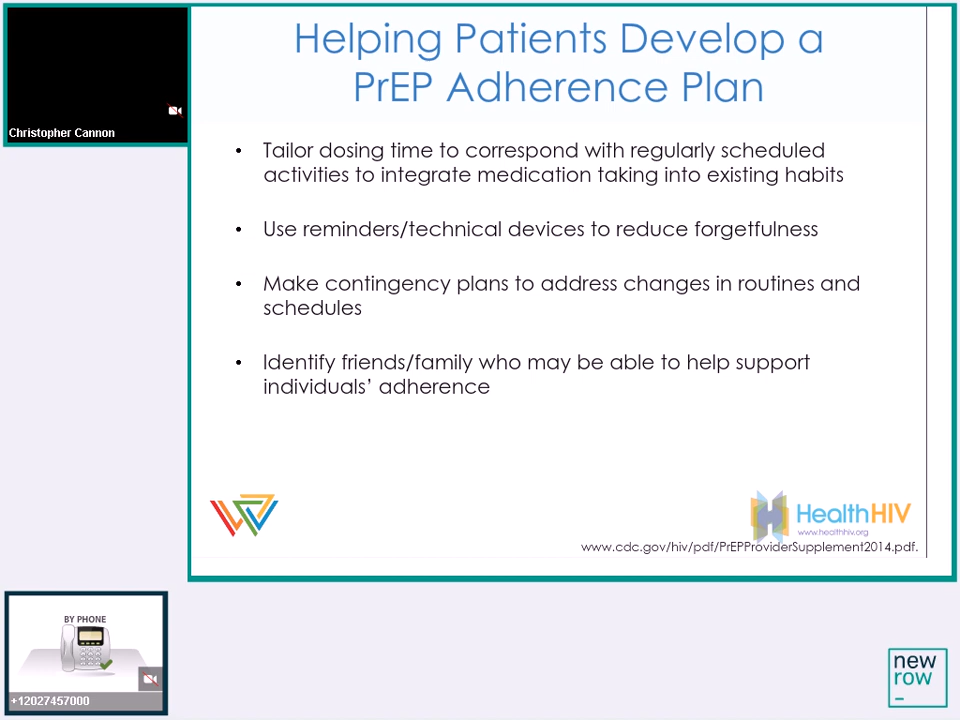 Helping Patients Develop a
PrEP Adherence Plan
Christopher Cannon
• Tailor dosing time to correspond with regularly scheduled
activities to integrate medication taking into existing habits
• Use reminders/technical devices to reduce forgetfulness
• Make contingency plans to address changes in routines and
schedules
• Identify friends/family who may be able to help support
individuals’ adherence
HealthHIV
www.healthhiv.org
www.cdc.gov/hiv/pdf/PrEPProviderSupplement2014.pdf.
BY PHONE
+12027457000
new
row